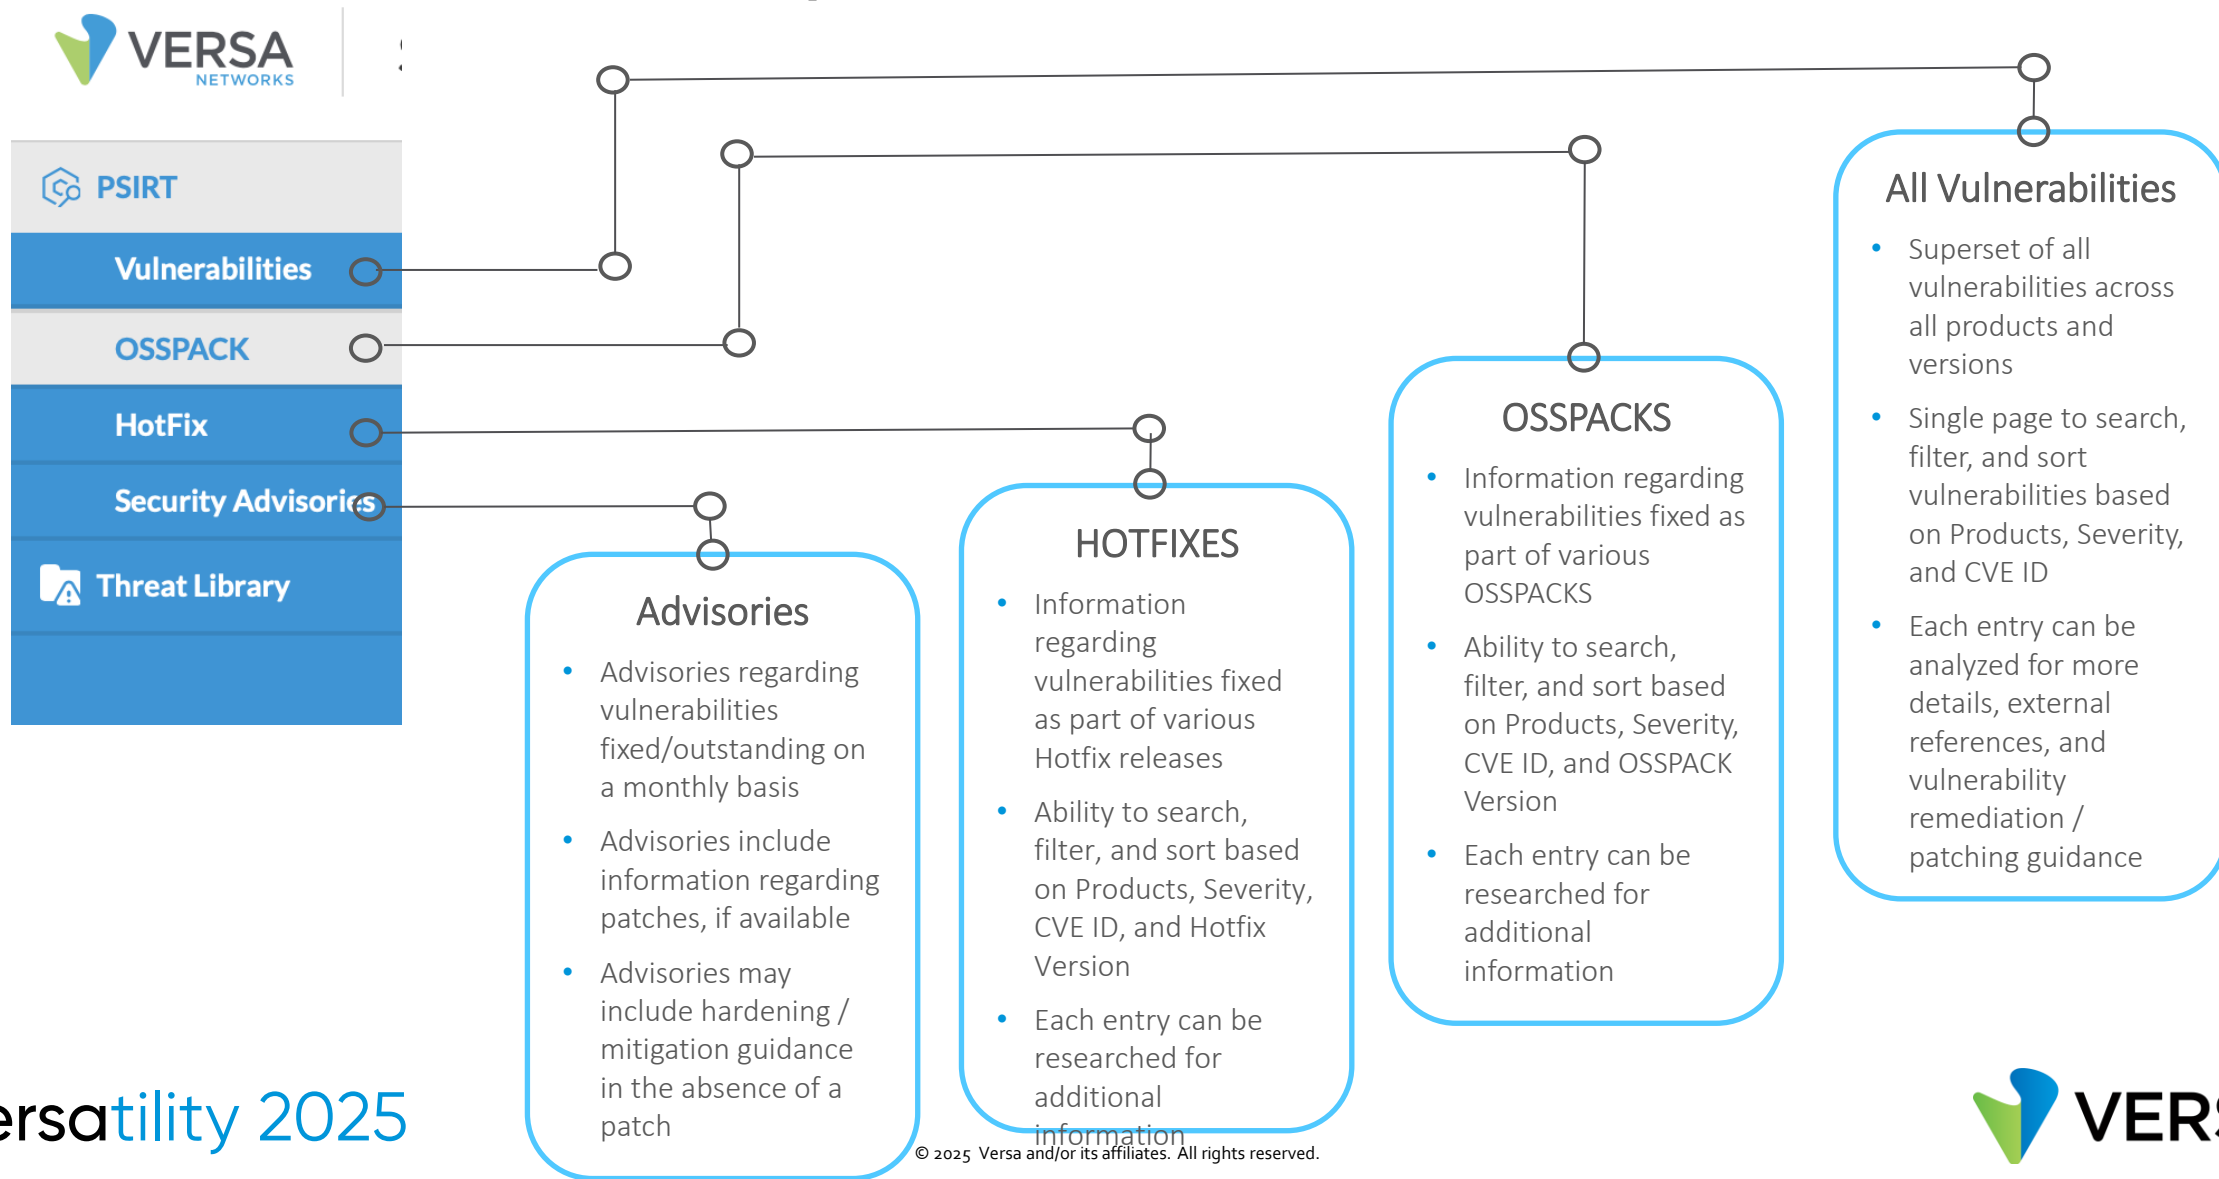 VERSA
NETWORKS
PSIRT
Vulnerabilities
OSSPACK
HotFix
Security Advisories
Threat Library
Advisories
• Advisories regarding
vulnerabilities
fixed/outstanding on
a monthly basis
• Advisories include
information regarding
patches, if available
• Advisories may
include hardening /
mitigation guidance
in the absence of a
patch
HOTFIXES
• Information
regarding
vulnerabilities fixed
as part of various
Hotfix releases
• Ability to search,
filter, and sort based
on Products, Severity,
CVE ID, and Hotfix
Version
• Each entry can be
researched for
additional
information
OSSPACKS
• Information regarding
vulnerabilities fixed as
part of various
OSSPACKS
• Ability to search,
filter, and sort based
on Products, Severity,
CVE ID, and OSSPACK
Version
• Each entry can be
researched for
additional
information
All Vulnerabilities
• Superset of all
vulnerabilities across
all products and
versions
• Single page to search,
filter, and sort
vulnerabilities based
on Products, Severity,
and CVE ID
• Each entry can be
analyzed for more
details, external
references, and
vulnerability
remediation /
patching guidance
ersatility 2025
© 2025 Versa and/or its affiliates. All rights reserved.
VERS